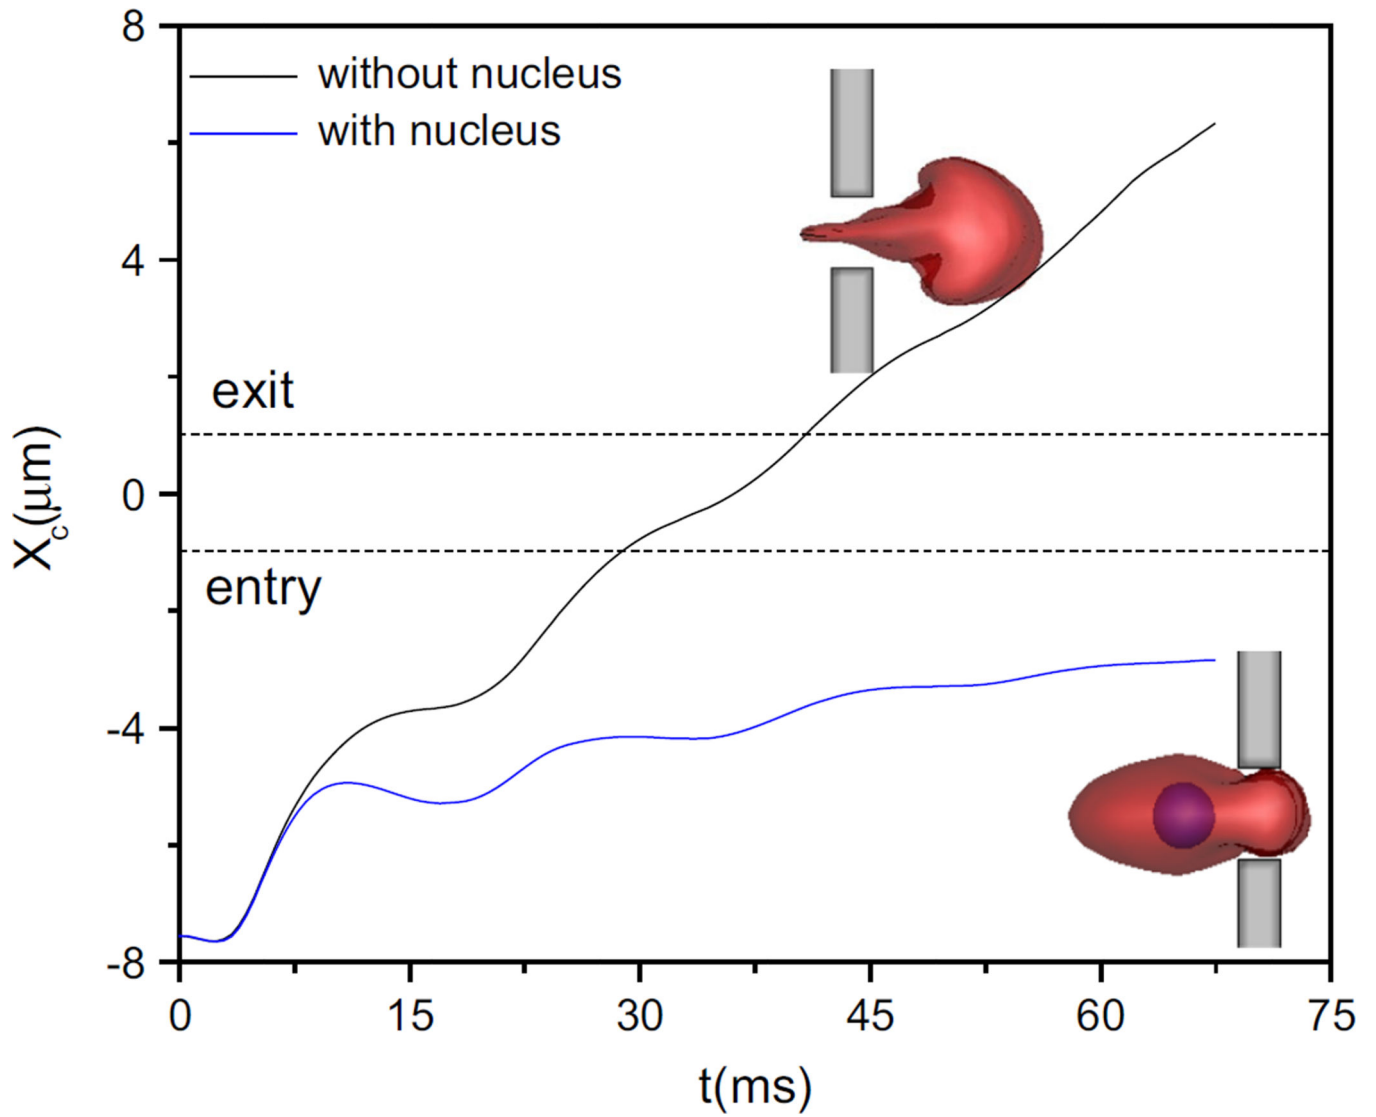 8
without nucleus
with nucleus
4
exit
0
entry
-4
-8
X_c(μm)
0 15 30 45 60 75
t(ms)